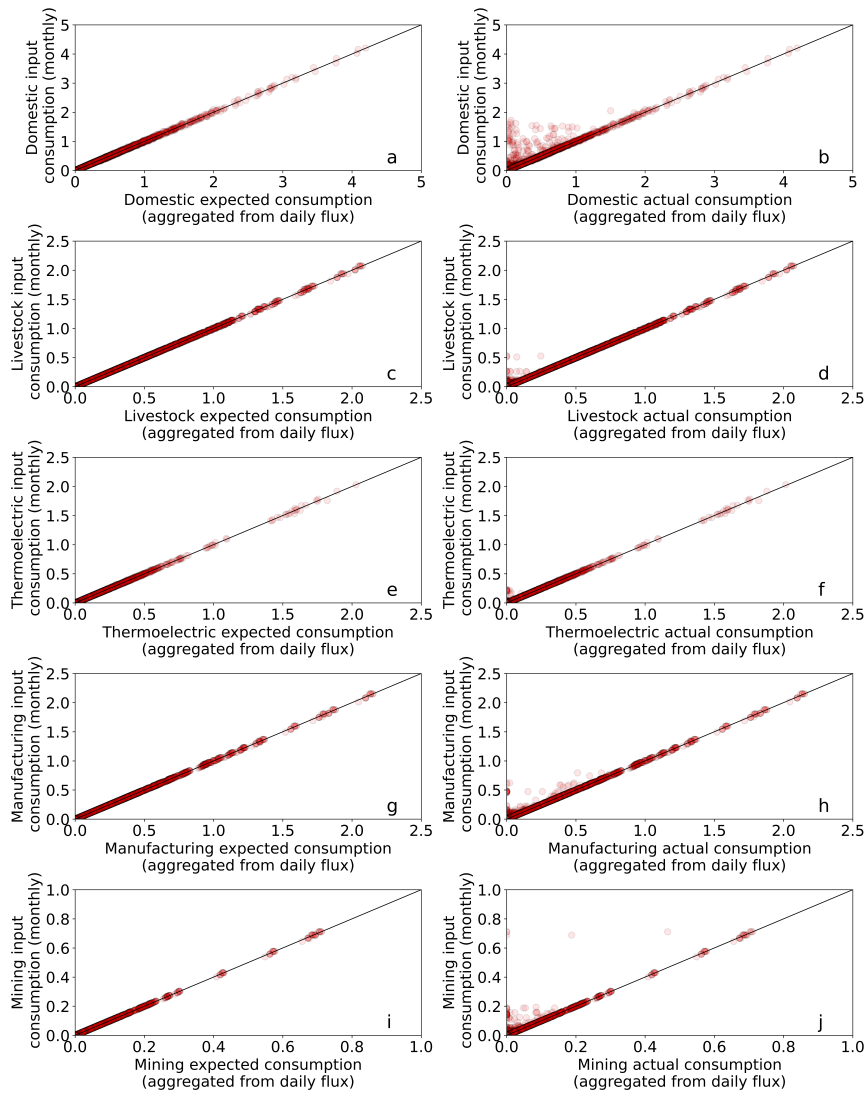 Domestic input
consumption (monthly)
5
4
3
2
1
0
a
0 1 2 3 4 5
Domestic expected consumption
(aggregated from daily flux)
Domestic input
consumption (monthly)
5
4
3
2
1
0
b
0 1 2 3 4 5
Domestic actual consumption
(aggregated from daily flux)
Livestock input
consumption (monthly)
2.5
2.0
1.5
1.0
0.5
0.0
c
0.0 0.5 1.0 1.5 2.0 2.5
Livestock expected consumption
(aggregated from daily flux)
Livestock input
consumption (monthly)
2.5
2.0
1.5
1.0
0.5
0.0
d
0.0 0.5 1.0 1.5 2.0 2.5
Livestock actual consumption
(aggregated from daily flux)
Thermoelectric input
consumption (monthly)
2.5
2.0
1.5
1.0
0.5
0.0
e
0.0 0.5 1.0 1.5 2.0 2.5
Thermoelectric expected consumption
(aggregated from daily flux)
Thermoelectric input
consumption (monthly)
2.5
2.0
1.5
1.0
0.5
0.0
f
0.0 0.5 1.0 1.5 2.0 2.5
Thermoelectric actual consumption
(aggregated from daily flux)
Manufacturing input
consumption (monthly)
2.5
2.0
1.5
1.0
0.5
0.0
g
0.0 0.5 1.0 1.5 2.0 2.5
Manufacturing expected consumption
(aggregated from daily flux)
Manufacturing input
consumption (monthly)
2.5
2.0
1.5
1.0
0.5
0.0
h
0.0 0.5 1.0 1.5 2.0 2.5
Manufacturing actual consumption
(aggregated from daily flux)
Mining input
consumption (monthly)
1.0
0.8
0.6
0.4
0.2
0.0
i
0.0 0.2 0.4 0.6 0.8 1.0
Mining expected consumption
(aggregated from daily flux)
Mining input
consumption (monthly)
1.0
0.8
0.6
0.4
0.2
0.0
j
0.0 0.2 0.4 0.6 0.8 1.0
Mining actual consumption
(aggregated from daily flux)